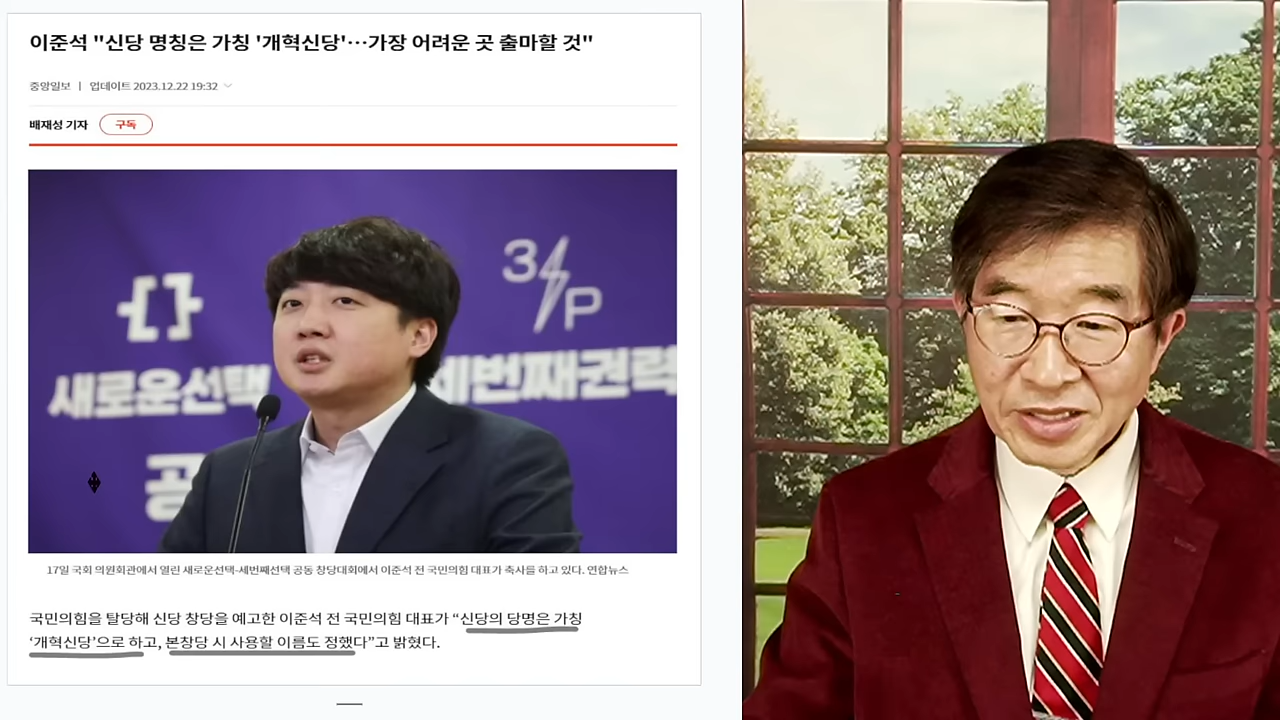 이준석 "신당 명칭은 가칭 '개혁신당'…가장 어려운 곳 출마할 것"
중앙일보 | 업데이트 2023.12.22 19:32
배재성 기자 구독
3/P
{ }
새로운선택 세번째권력
공
17일 국회 의원회관에서 열린 새로운선택-세번째선택 공동 창당대회에서 이준석 전 국민의힘 대표가 축사를 하고 있다. 연합뉴스
국민의힘을 탈당해 신당 창당을 예고한 이준석 전 국민의힘 대표가 “신당의 당명은 가칭
‘개혁신당’으로 하고, 본창당 시 사용할 이름도 정했다”고 밝혔다.